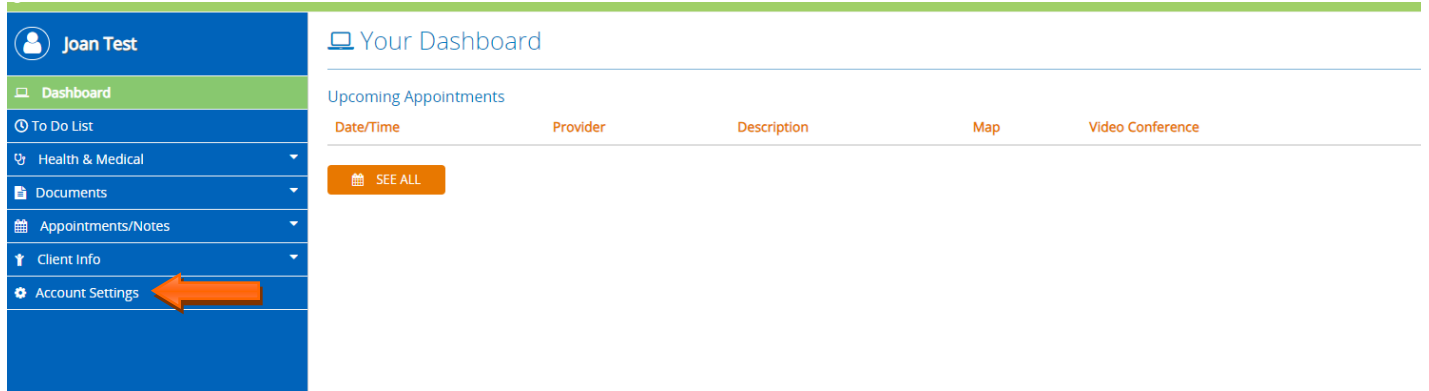 Joan Test
Dashboard
To Do List
Health & Medical
Documents
Appointments/Notes
Client Info
Account Settings
Your Dashboard
Upcoming Appointments
Date/Time Provider Description Map Video Conference
SEE ALL